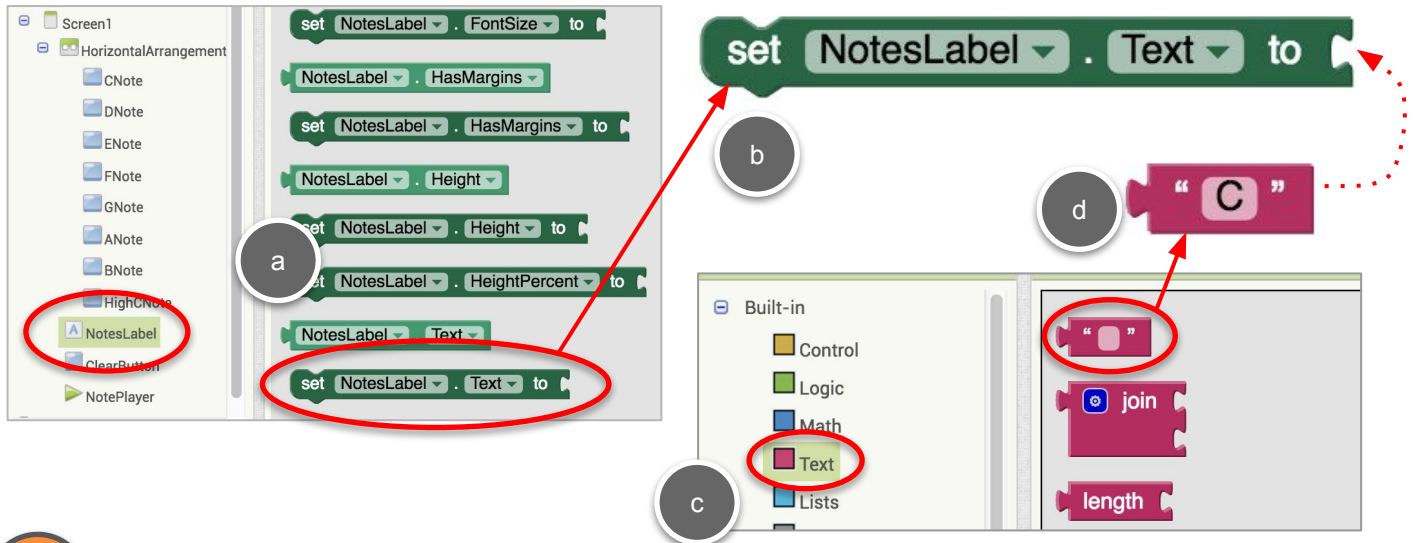 Screen1
HorizontalArrangement
CNote
DNote
ENote
FNote
GNote
ANote
BNote
HighCNote
NotesLabel
ClearButton
NotePlayer
set NotesLabel . FontSize to
NotesLabel . HasMargins
set NotesLabel . HasMargins to
NotesLabel . Height
set NotesLabel . Height to
set NotesLabel . HeightPercent to
NotesLabel . Text
set NotesLabel . Text to
a
set NotesLabel . Text to
b
d
“ C ”
Built-in
Control
Logic
Math
Text
Lists
c
“ ”
join
length